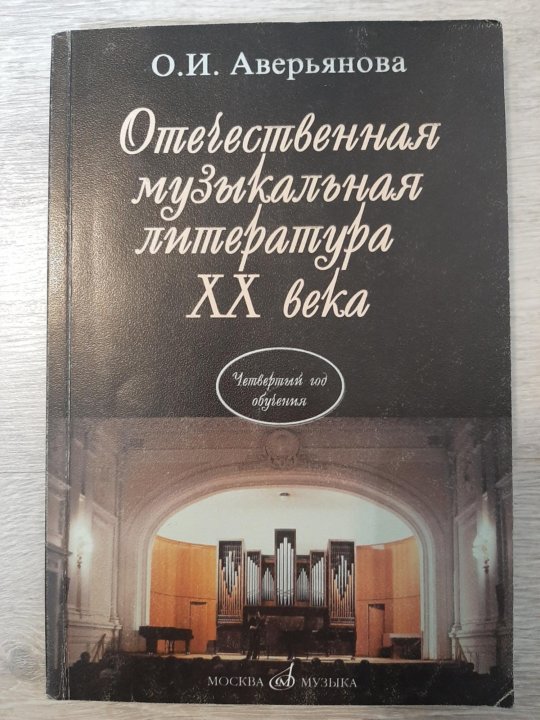 О.И. Аверьянова
Отечественная
музыкальная
литература
XX века
Четвертый год
обучения
МОСКВА МУЗЫКА